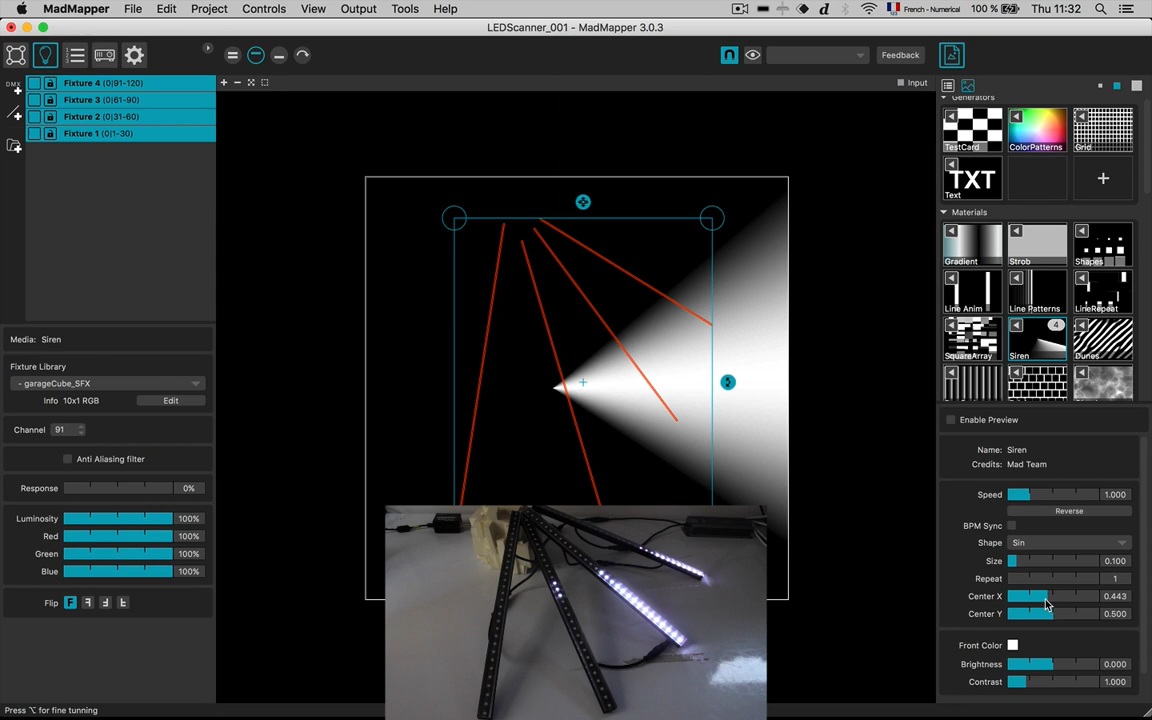 MadMapper File Edit Project Controls View Output Tools Help French - Numerical 100 % Thu 11:32
LEDScanner_001 - MadMapper 3.0.3
Feedback
DMX
Fixture 4 (0|91-120)
Fixture 3 (0|61-90)
Fixture 2 (0|31-60)
Fixture 1 (0|1-30)
Input
Generators
TestCard ColorPatterns Grid
TXT
Text
Materials
Gradient Strob Shapes
Line Anim Line Patterns LineRepeat
4
SquareArray Siren Dunes
Media: Siren
Fixture Library
- garageCube_SFX
Info 10x1 RGB Edit
Channel 91
Anti Aliasing filter
Response 0%
Luminosity 100%
Red 100%
Green 100%
Blue 100%
Flip F F F F
Enable Preview
Name: Siren
Credits: Mad Team
Speed 1.000
Reverse
BPM Sync
Shape Sin
Size 0.100
Repeat 1
Center X 0.443
Center Y 0.500
Front Color
Brightness 0.000
Contrast 1.000
Press ⌥ for fine tunning